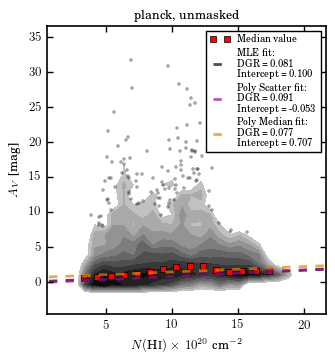 planck, unmasked
Median value
MLE fit:
DGR = 0.081
Intercept = 0.100
Poly Scatter fit:
DGR = 0.091
Intercept = -0.053
Poly Median fit:
DGR = 0.077
Intercept = 0.707
35
30
25
20
15
10
5
0
A_V [mag]
5
10
15
20
N(HI) × 10^20 cm^−2